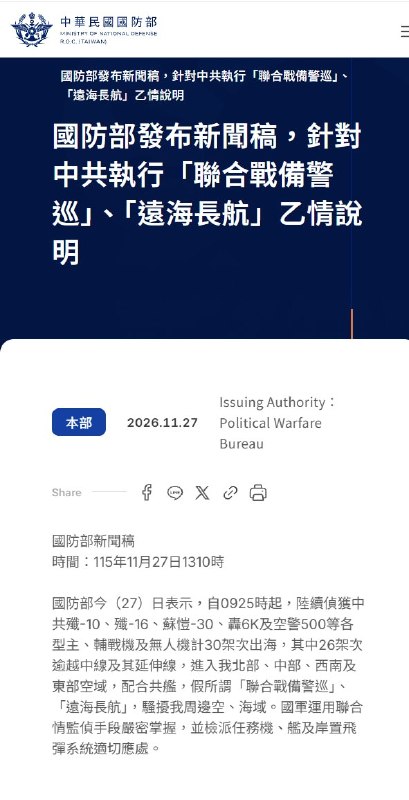 中華民國國防部
MINISTRY OF NATIONAL DEFENSE
R.O.C. (TAIWAN)
國防部發布新聞稿，針對中共執行「聯合戰備警巡」、
「遠海長航」乙情說明
國防部發布新聞稿，針對
中共執行「聯合戰備警
巡」、「遠海長航」乙情說
明
本部
2026.11.27
Issuing Authority：
Political Warfare
Bureau
Share
國防部新聞稿
時間：115年11月27日1310時
國防部今（27）日表示，自0925時起，陸續偵獲中
共殲-10、殲-16、蘇愷-30、轟6K及空警500等各
型主、輔戰機及無人機計30架次出海，其中26架次
逾越中線及其延伸線，進入我北部、中部、西南及
東部空域，配合共艦，假所謂「聯合戰備警巡」、
「遠海長航」，騷擾我周邊空、海域。國軍運用聯合
情監偵手段嚴密掌握，並檢派任務機、艦及岸置飛
彈系統適切應處。